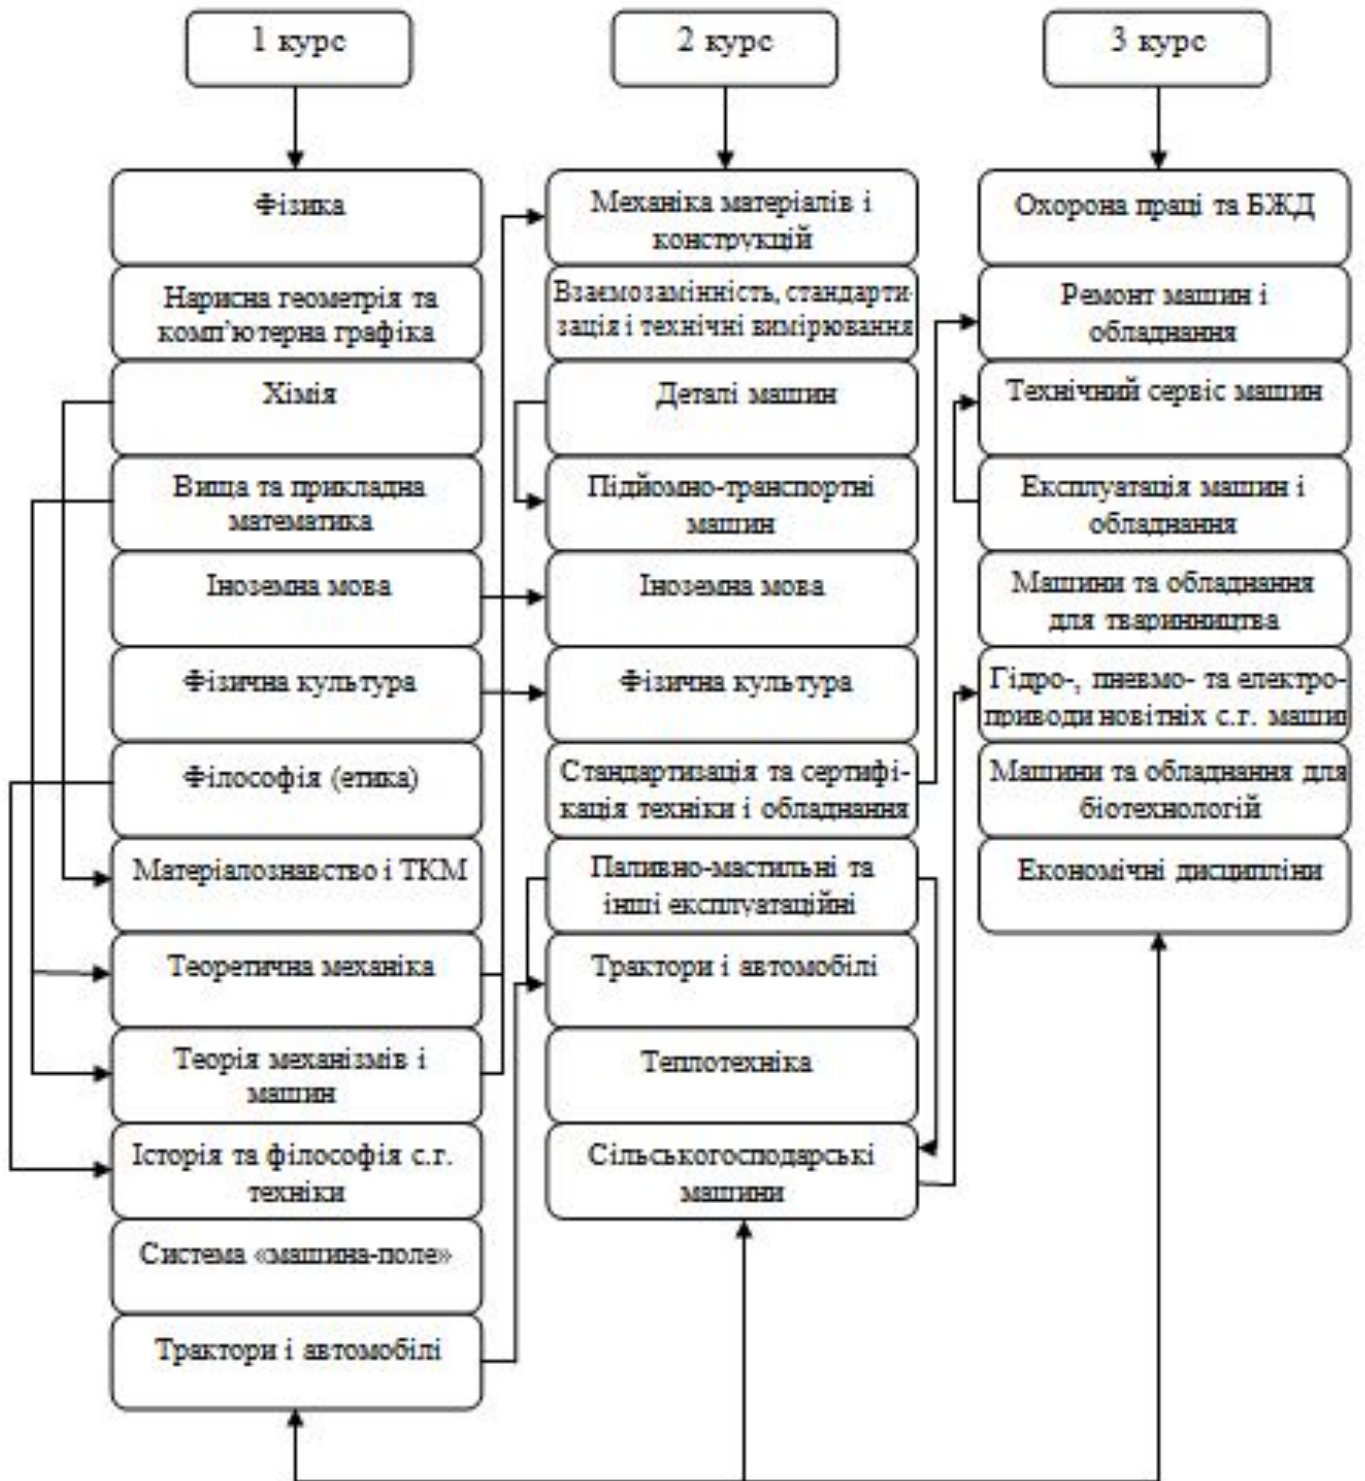 1 курс
2 курс
3 курс
Фізика
Нарисна геометрія та
комп’ютерна графіка
Хімія
Вища та прикладна
математика
Іноземна мова
Фізична культура
Філософія (етика)
Матеріалознавство і ТКМ
Теоретична механіка
Теорія механізмів і
машин
Історія та філософія с.г.
техніки
Система «машина-поле»
Трактори і автомобілі
Механіка матеріалів і
конструкцій
Взаємозамінність, стандарти-
зація і технічні вимірювання
Деталі машин
Підйомно-транспортні
машин
Іноземна мова
Фізична культура
Стандартизація та сертифі-
кація техніки і обладнання
Паливно-мастильні та
інші експлуатаційні
Трактори і автомобілі
Теплотехніка
Сільськогосподарські
машини
Охорона праці та БЖД
Ремонт машин і
обладнання
Технічний сервіс машин
Експлуатація машин і
обладнання
Машини та обладнання
для тваринництва
Гідро-, пневмо- та електро-
приводи новітніх с.г. машин
Машини та обладнання для
біотехнологій
Економічні дисципліни